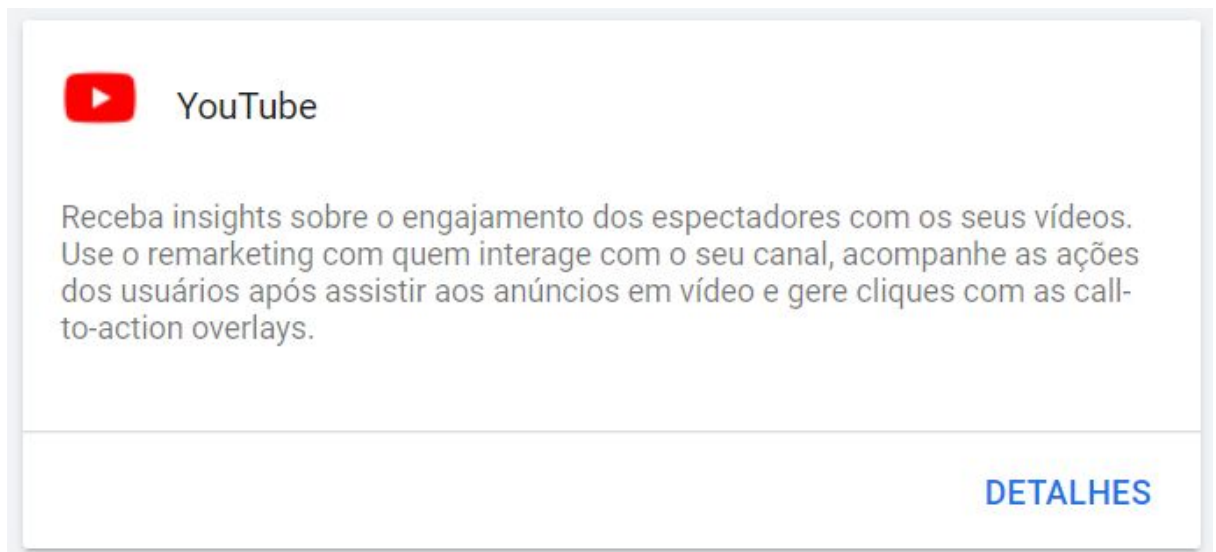 YouTube
Receba insights sobre o engajamento dos espectadores com os seus vídeos.
Use o remarketing com quem interage com o seu canal, acompanhe as ações
dos usuários após assistir aos anúncios em vídeo e gere cliques com as call-
to-action overlays.
DETALHES